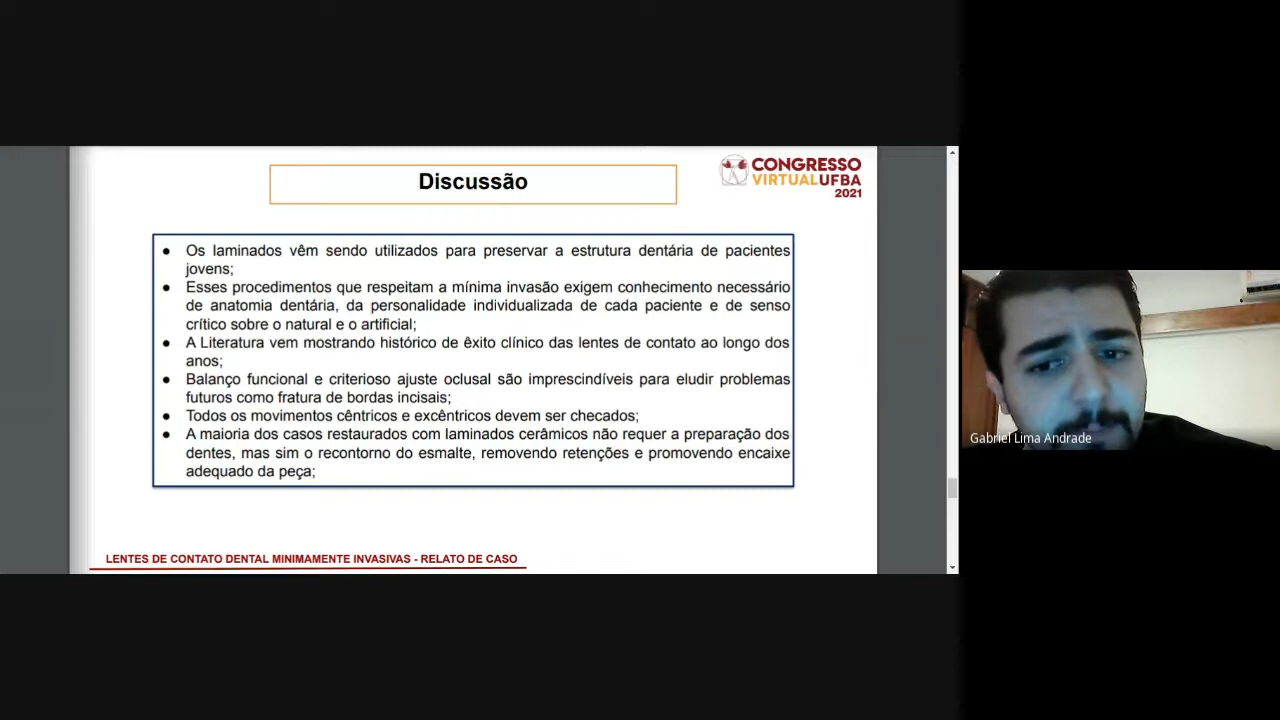 Discussão
CONGRESSO
VIRTUALUFBA
2021
● Os laminados vêm sendo utilizados para preservar a estrutura dentária de pacientes
jovens;
● Esses procedimentos que respeitam a mínima invasão exigem conhecimento necessário
de anatomia dentária, da personalidade individualizada de cada paciente e de senso
crítico sobre o natural e o artificial;
● A Literatura vem mostrando histórico de êxito clínico das lentes de contato ao longo dos
anos;
● Balanço funcional e criterioso ajuste oclusal são imprescindíveis para eludir problemas
futuros como fratura de bordas incisais;
● Todos os movimentos cêntricos e excêntricos devem ser checados;
● A maioria dos casos restaurados com laminados cerâmicos não requer a preparação dos
dentes, mas sim o recontorno do esmalte, removendo retenções e promovendo encaixe
adequado da peça;
Gabriel Lima Andrade
LENTES DE CONTATO DENTAL MINIMAMENTE INVASIVAS - RELATO DE CASO